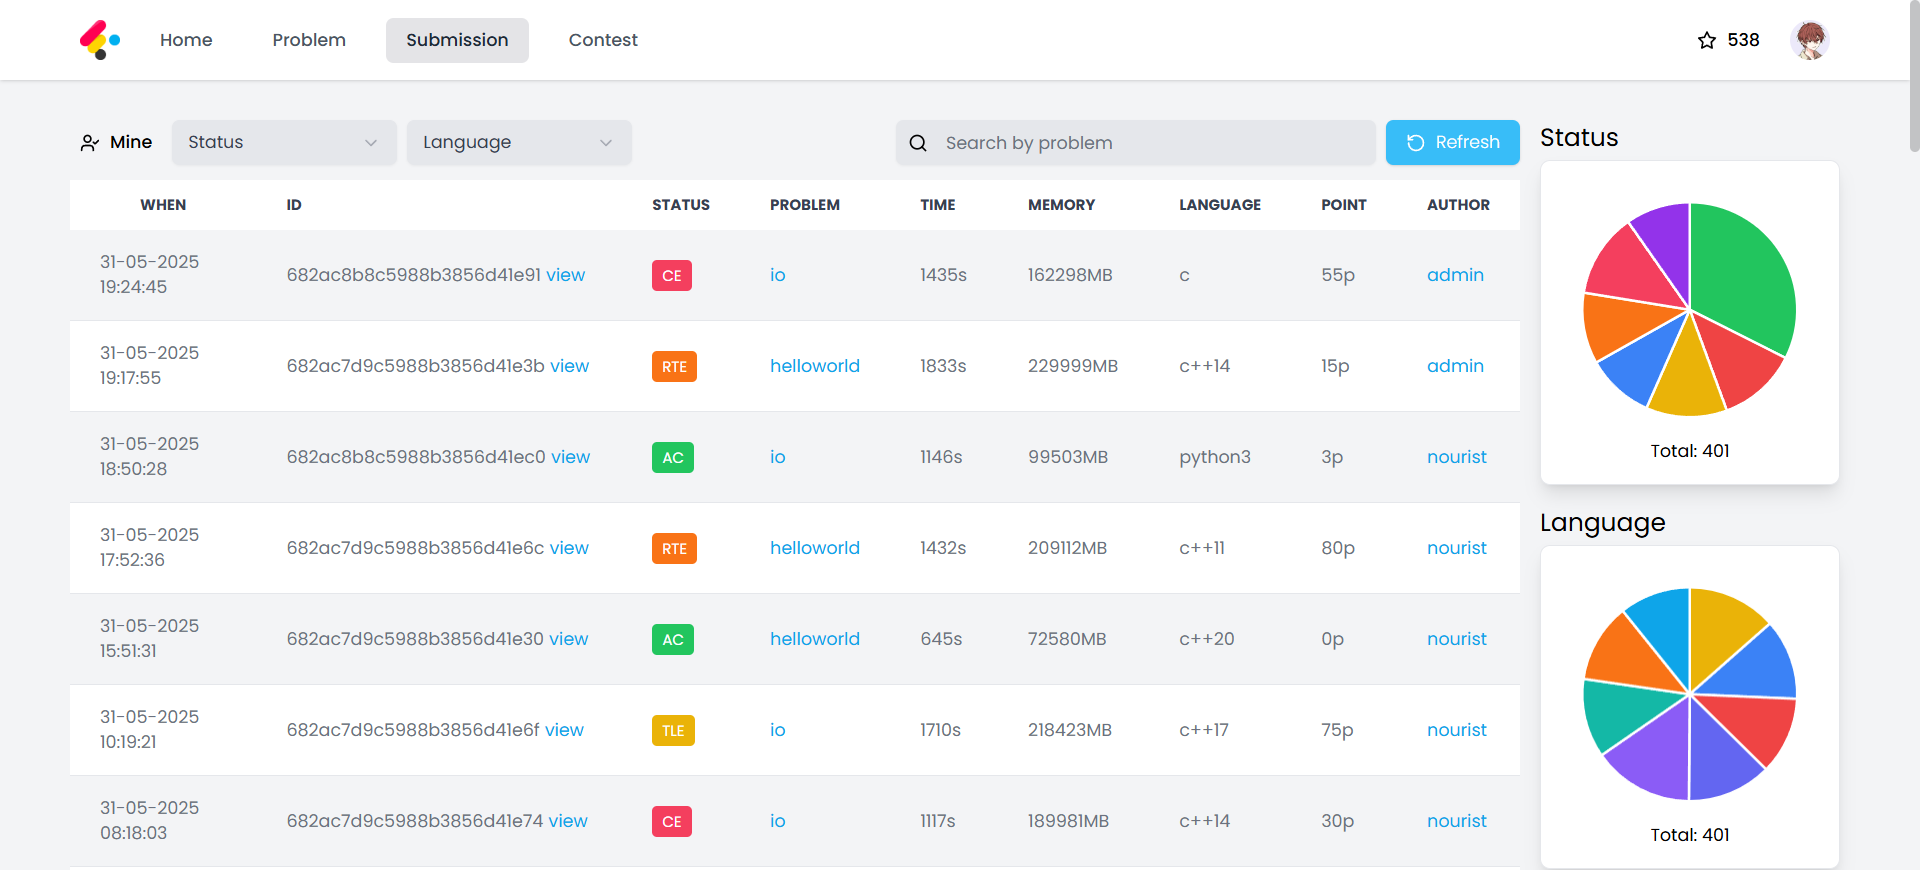 Home Problem Submission Contest 538
Mine Status Language Search by problem Refresh
WHEN ID STATUS PROBLEM TIME MEMORY LANGUAGE POINT AUTHOR
31-05-2025
19:24:45
682ac8b8c5988b3856d41e91 view CE io 1435s 162298MB c 55p admin
31-05-2025
19:17:55
682ac7d9c5988b3856d41e3b view RTE helloworld 1833s 229999MB c++14 15p admin
31-05-2025
18:50:28
682ac8b8c5988b3856d41ec0 view AC io 1146s 99503MB python3 3p nourist
31-05-2025
17:52:36
682ac7d9c5988b3856d41e6c view RTE helloworld 1432s 209112MB c++11 80p nourist
31-05-2025
15:51:31
682ac7d9c5988b3856d41e30 view AC helloworld 645s 72580MB c++20 0p nourist
31-05-2025
10:19:21
682ac7d9c5988b3856d41e6f view TLE io 1710s 218423MB c++17 75p nourist
31-05-2025
08:18:03
682ac7d9c5988b3856d41e74 view CE io 1117s 189981MB c++14 30p nourist
Status
Total: 401
Language
Total: 401